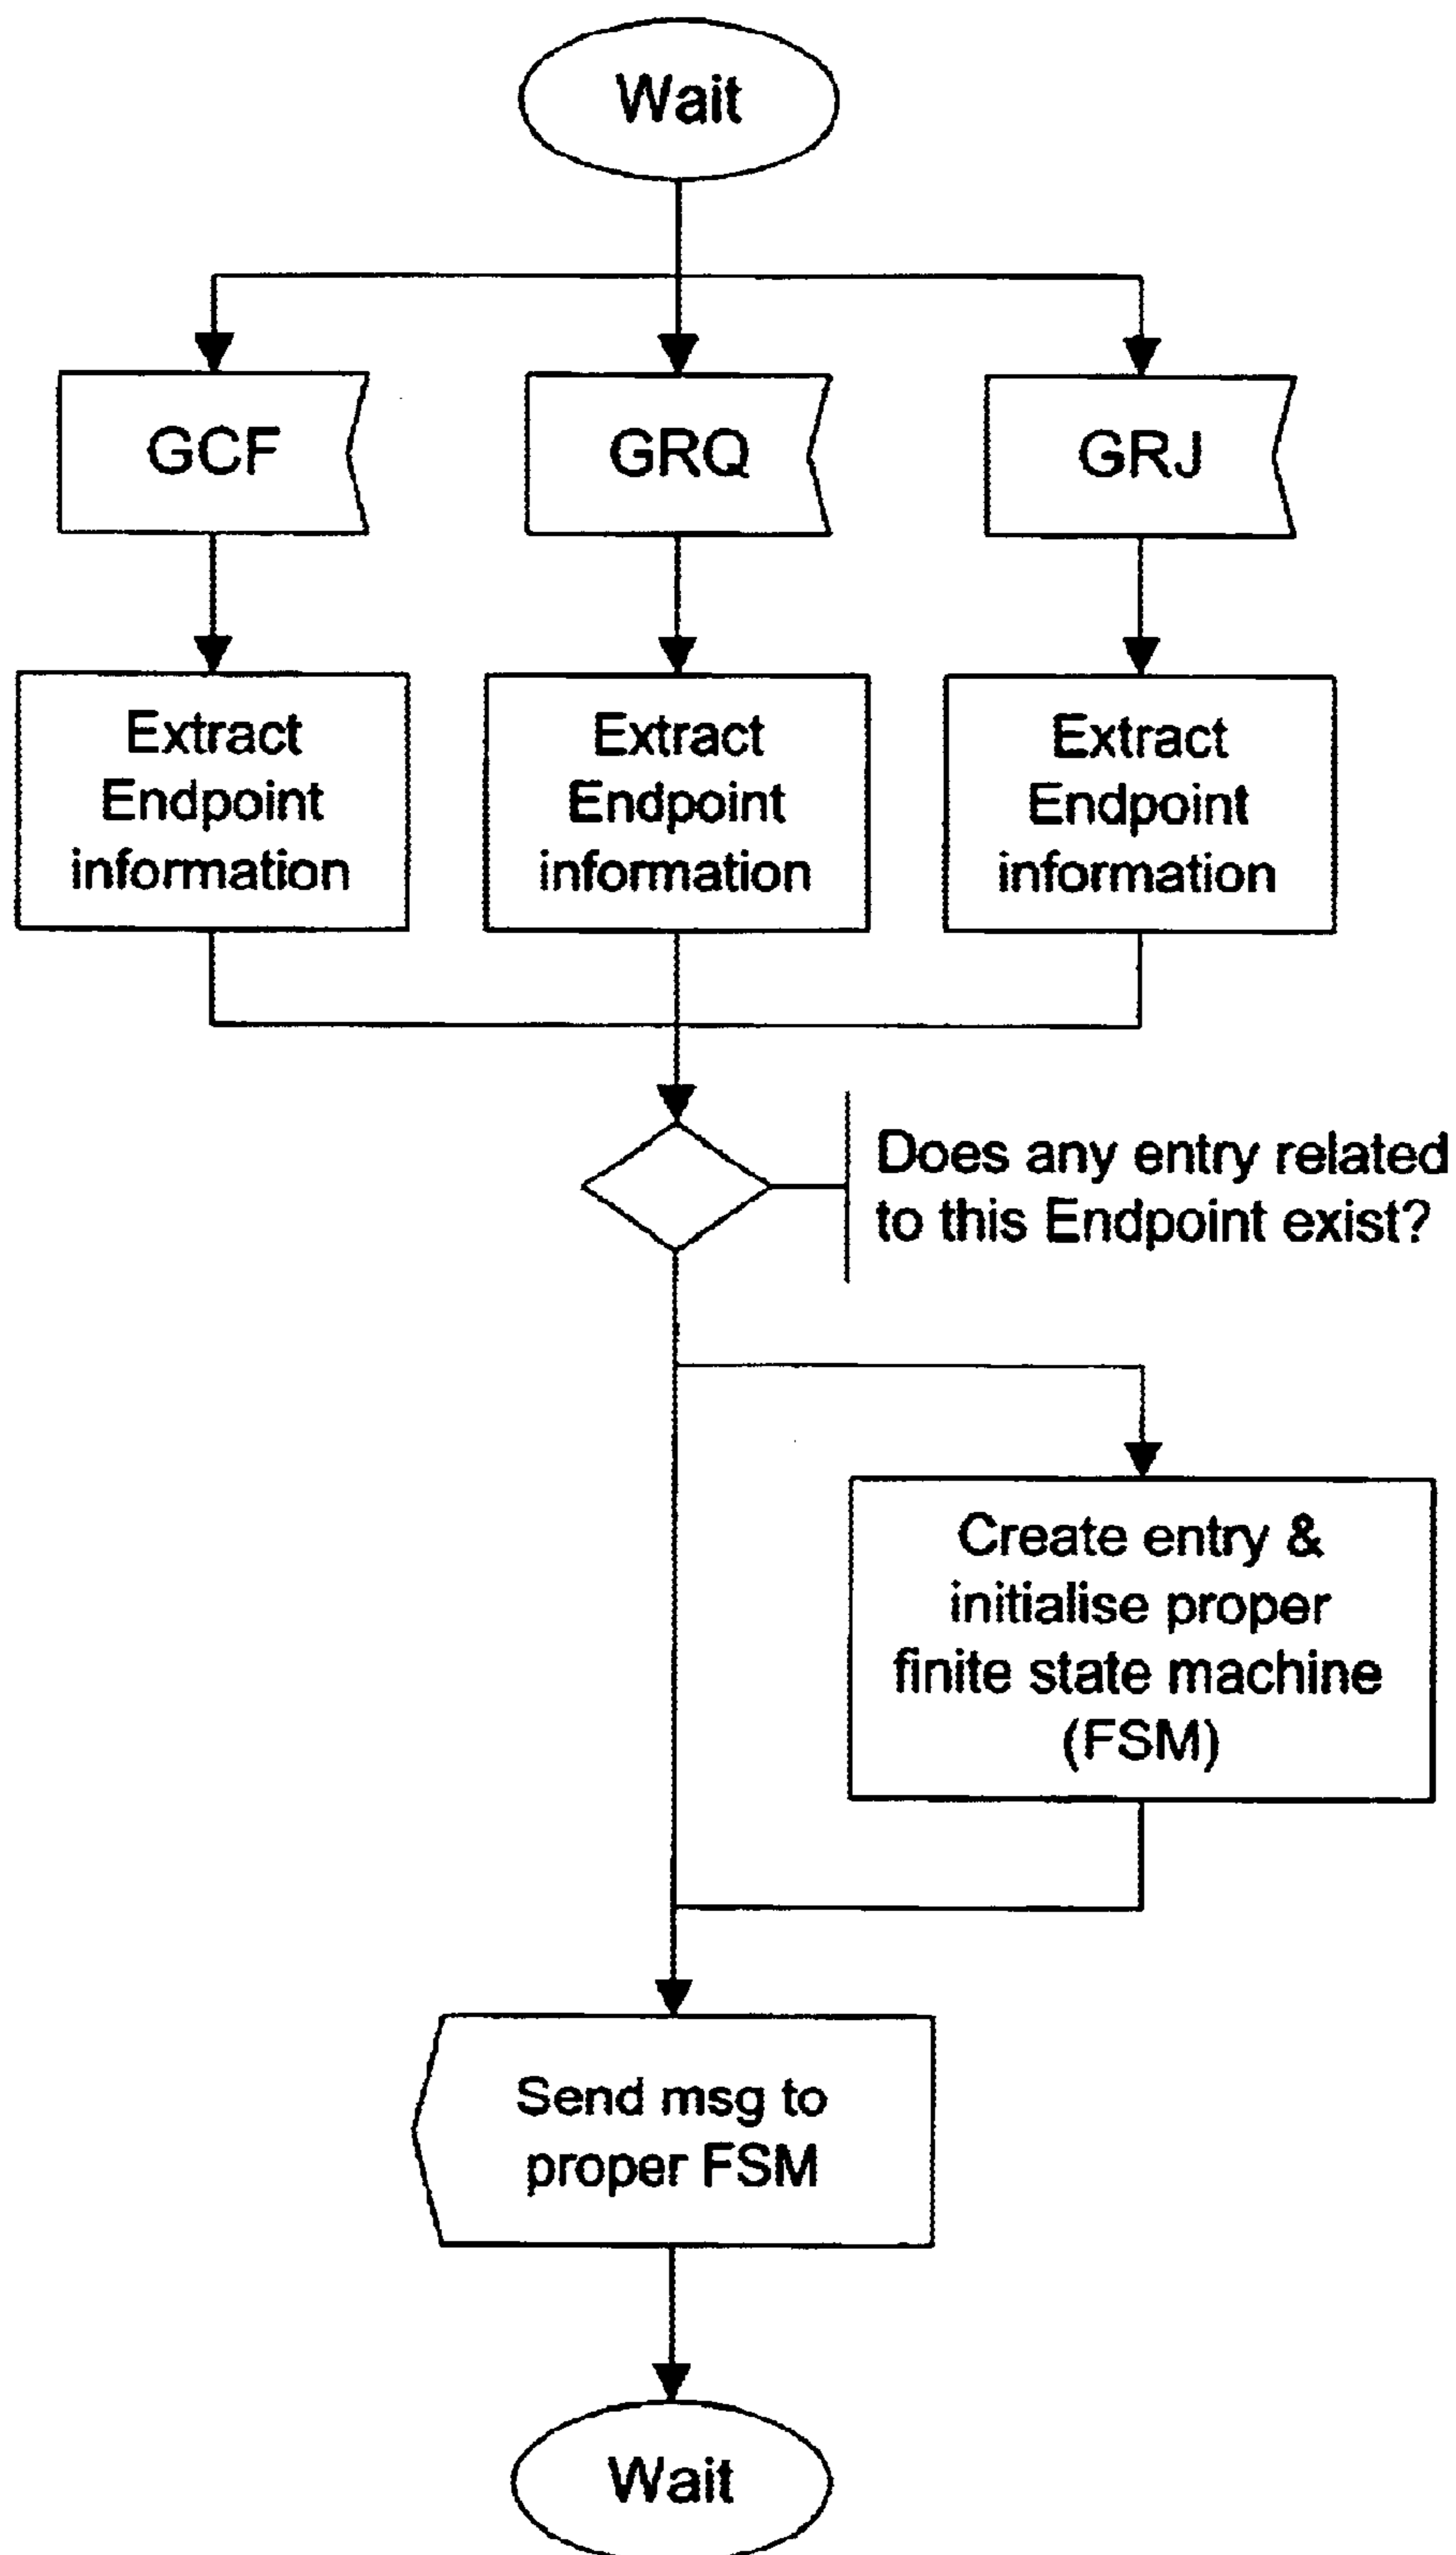 Wait
GCF
GRQ
GRJ
Extract
Endpoint
information
Extract
Endpoint
information
Extract
Endpoint
information
Does any entry related
to this Endpoint exist?
Create entry &
initialise proper
finite state machine
(FSM)
Send msg to
proper FSM
Wait